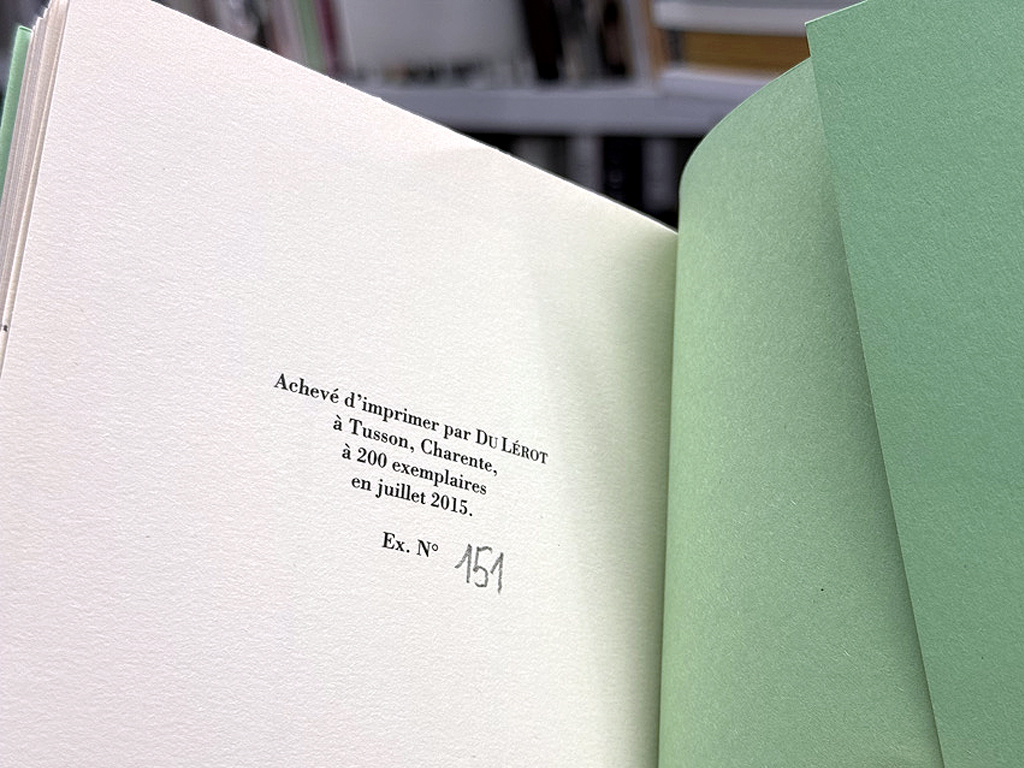 Achevé d’imprimer par DU LÉROT
à Tusson, Charente,
à 200 exemplaires
en juillet 2015.
Ex. N° 151